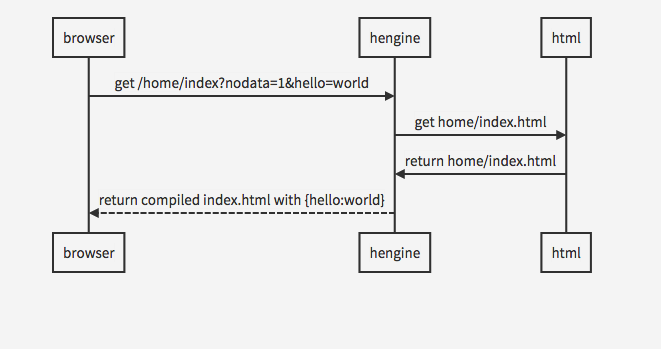 browser hengine html
get /home/index?nodata=1&hello=world
get home/index.html
return home/index.html
return compiled index.html with {hello:world}
browser hengine html